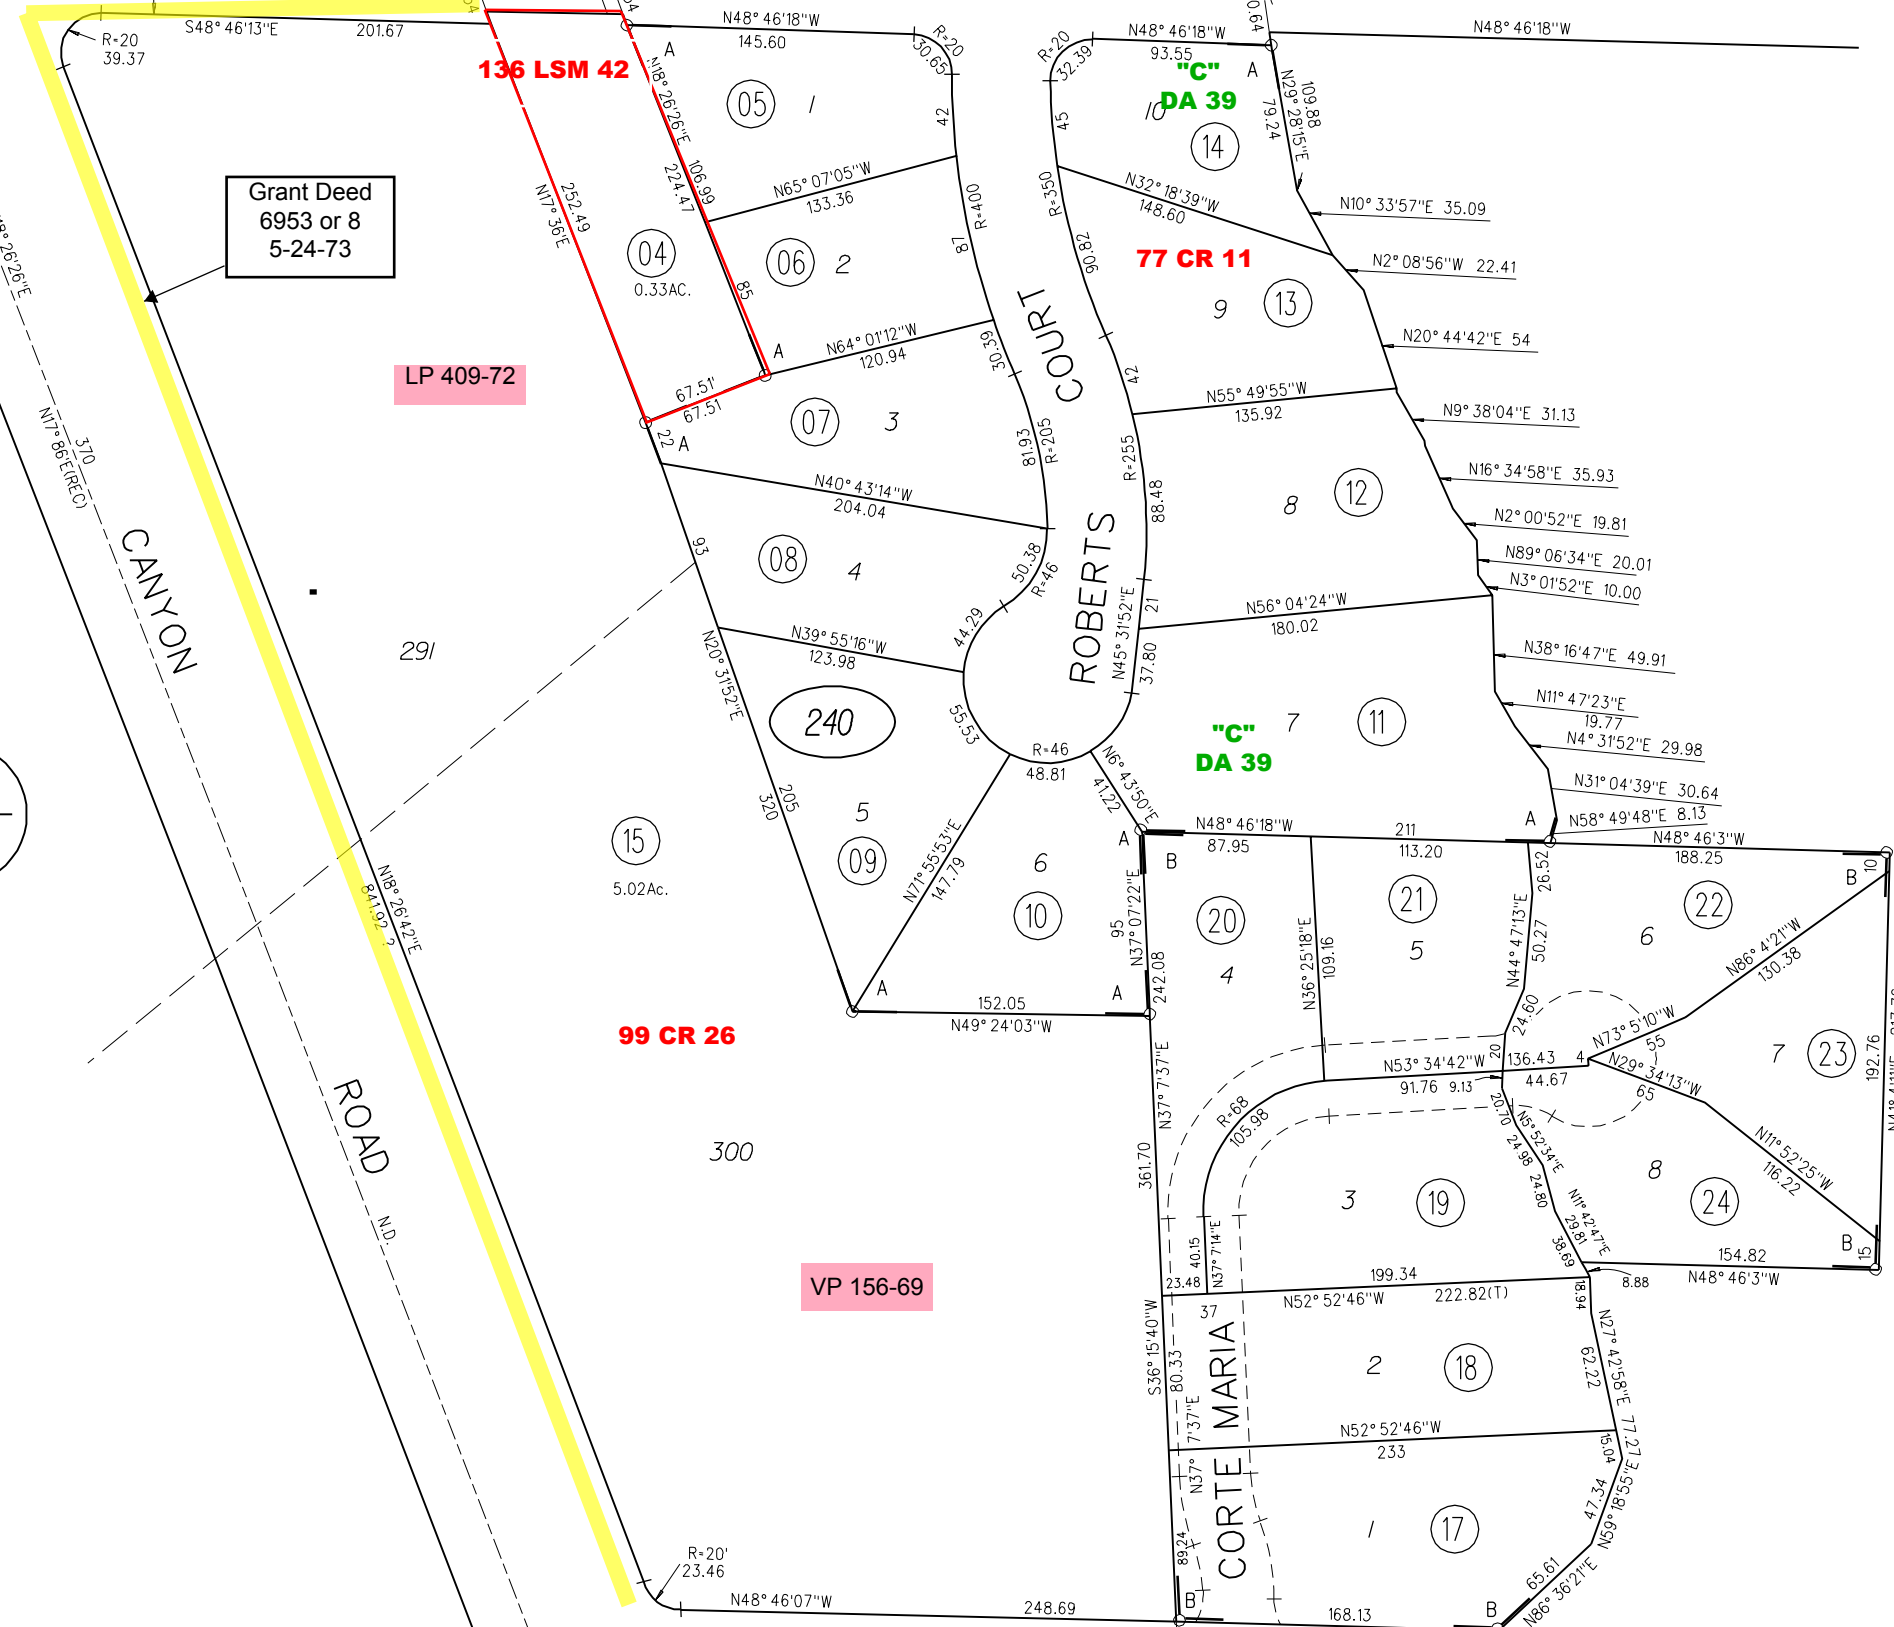 S48° 46'13"E
201.67
R=20
39.37
136 LSM 42
N48° 46'18"W
145.60
R=20
30.65
R=20
32.39
N48° 46'18"W
93.55
"C"
DA 39
0.64
N48° 46'18"W
A
N18° 26'26"E
106.99
224.47
05
1
42
45
10
14
A
N29° 28'15"E
109.88
79.24
Grant Deed
6953 or 8
5-24-73
N17° 36'E
252.49
N65° 07'05"W
133.36
R=400
87
R=350
90.82
N32° 18'39"W
148.60
N10° 33'57"E 35.09
04
0.33AC.
85
06
2
77 CR 11
N2° 08'56"W 22.41
9
13
N64° 01'12"W
120.94
30.39
COURT
N20° 44'42"E 54
LP 409-72
67.51'
67.51
A
22
A
07
3
81.93
R=205
42
R=255
N55° 49'55"W
135.92
N9° 38'04"E 31.13
N16° 34'58"E 35.93
370
N17° 86'E(REC)
N40° 43'14"W
204.04
88.48
8
12
N2° 00'52"E 19.81
N89° 06'34"E 20.01
N3° 01'52"E 10.00
CANYON
93
08
4
50.38
R=46
ROBERTS
N45° 31'52"E
21
37.80
N56° 04'24"W
180.02
291
44.29
N39° 55'16"W
123.98
N20° 31'52"E
N38° 16'47"E 49.91
N11° 47'23"E
19.77
N4° 31'52"E 29.98
240
55.53
R=46
48.81
N6° 43'50"E
41.22
"C"
DA 39
7
11
N31° 04'39"E 30.64
N58° 49'48"E 8.13
205
320
5
09
N71° 55'53"E
147.79
6
10
A
B
N48° 46'18"W
87.95
211
113.20
A
N48° 46'3"W
188.25
10
B
15
5.02Ac.
N18° 26'42"E
841.92 ?
95
N37° 07'22"E
242.08
20
4
N36° 25'18"E
109.16
21
5
26.52
N44° 47'13"E
50.27
24.60
22
6
N86° 4'21"W
130.38
A
152.05
N49° 24'03"W
A
99 CR 26
N37° 7'37"E
361.70
N53° 34'42"W
91.76
9.13
20
136.43
44.67
4
N73° 5'10"W
55
N29° 34'13"W
65
7
23
192.76
ROAD
N.D.
300
R=68
105.98
20.70
N5° 52'34"E
24.98
24.80
N11° 42'47"E
29.81
38.69
N11° 52'25"W
116.22
8
24
3
19
40.15
N37° 7'14"E
B
15
154.82
N48° 46'3"W
8.88
VP 156-69
23.48
199.34
N52° 52'46"W
222.82(T)
18.94
37
S36° 15'40"W
80.33
N37° 7'37"E
CORTE MARIA
2
18
N27° 42'58"E
62.22
77.27
N52° 52'46"W
233
15.04
47.34
N59° 18'55"E
1
17
R=20'
23.46
89.24
65.61
N86° 36'21"E
N48° 46'07"W
248.69
B
168.13
B